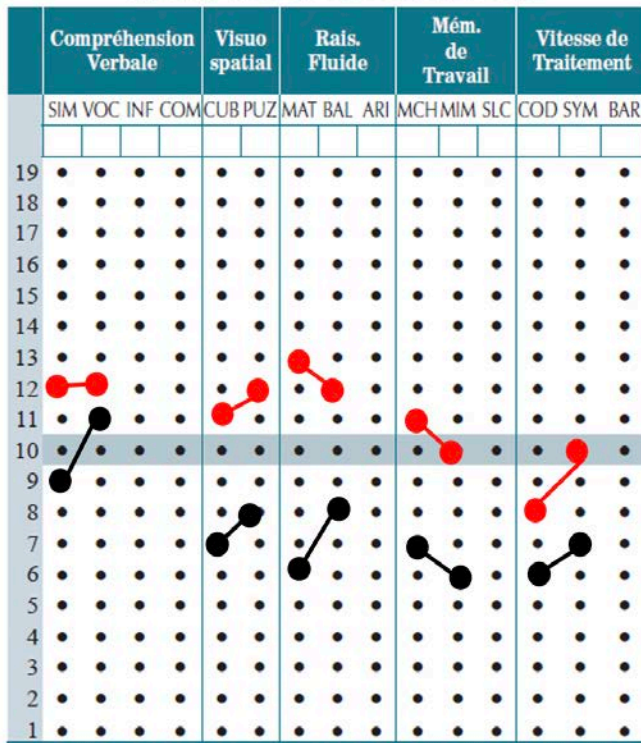 Compréhension
Verbale
Visuo
spatial
Rais.
Fluide
Mém.
de
Travail
Vitesse de
Traitement
SIM VOC INF COM CUB PUZ MAT BAL ARI MCH MIM SLC COD SYM BAR
19
18
17
16
15
14
13
12
11
10
9
8
7
6
5
4
3
2
1